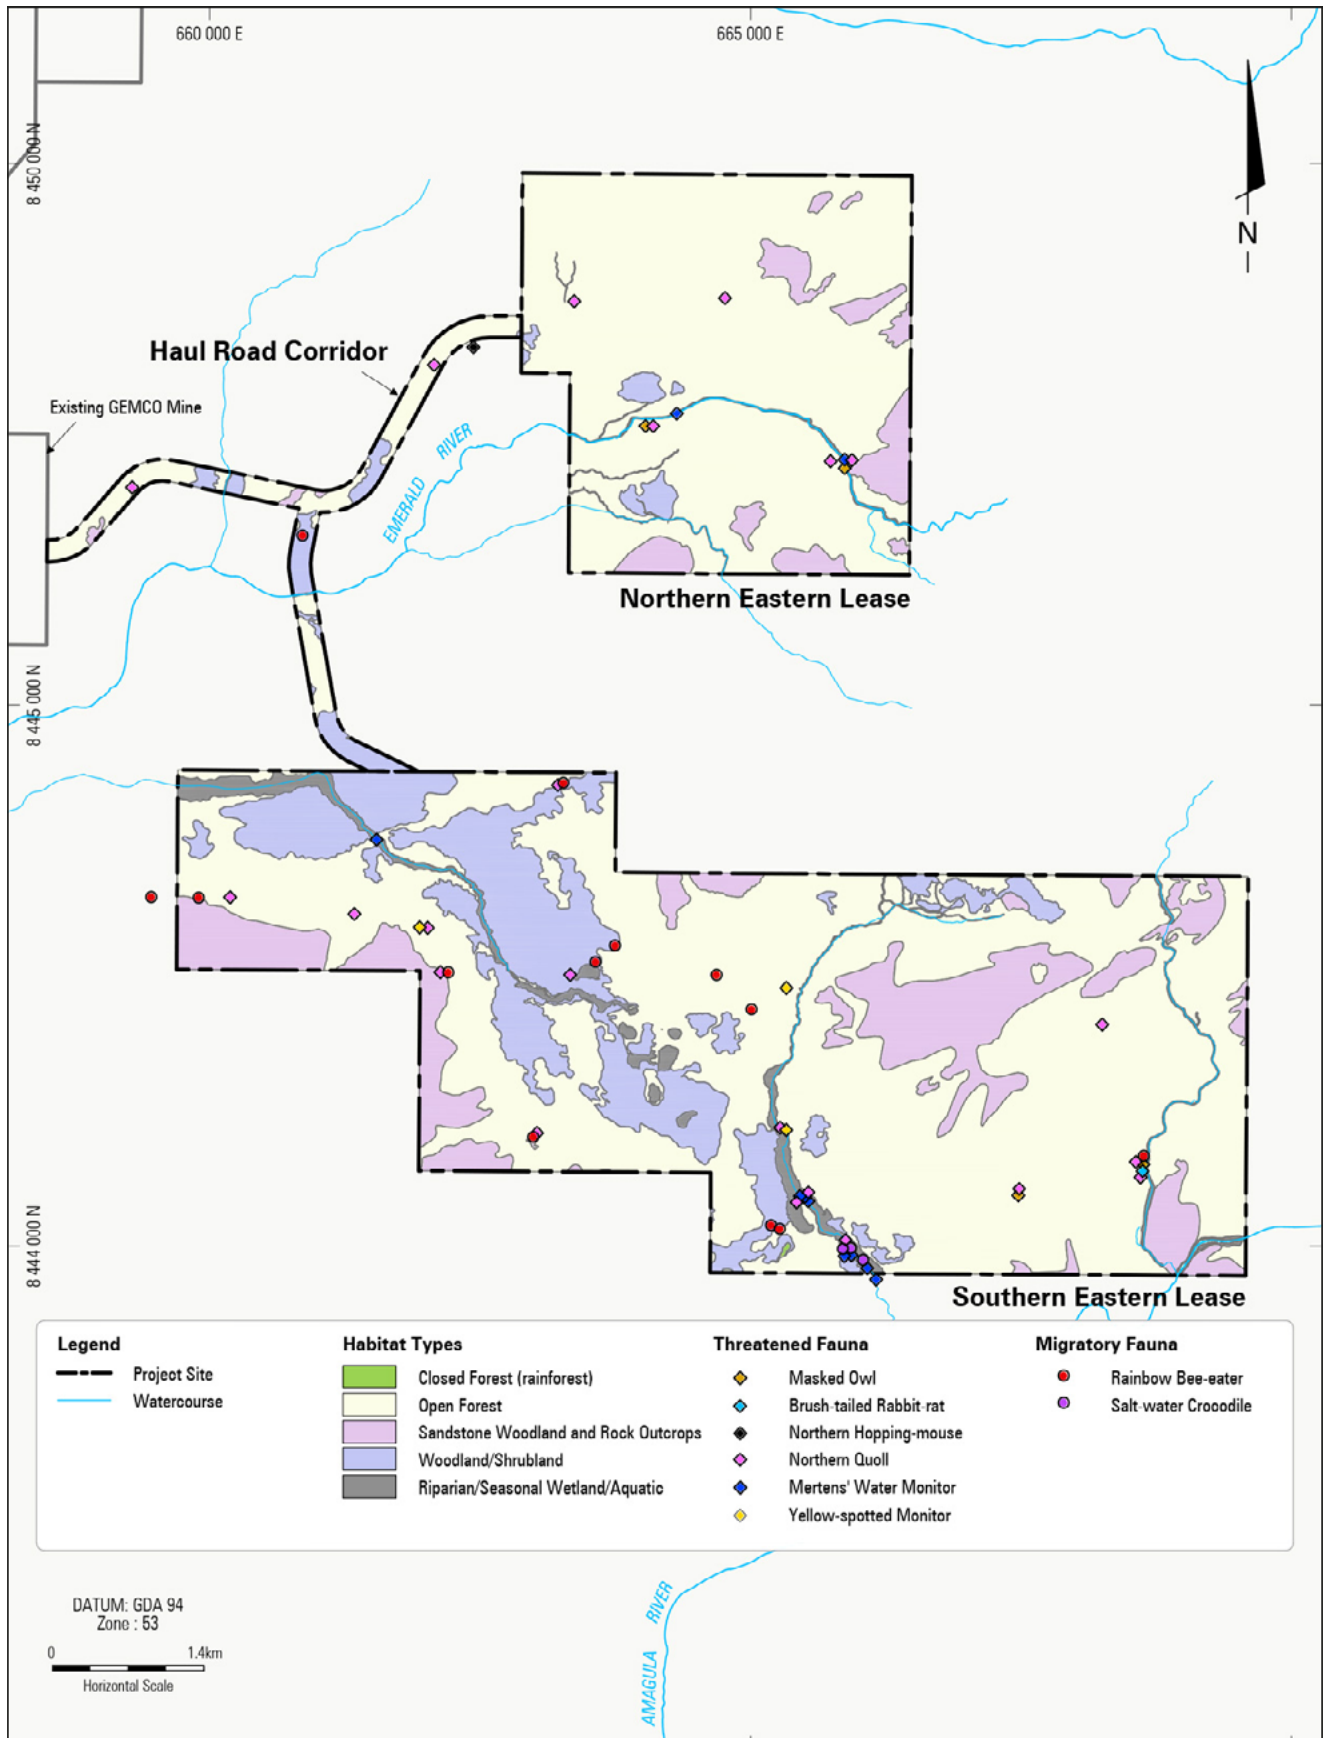 660 000 E
665 000 E
8 450 000 N
N
Haul Road Corridor
Existing GEMCO Mine
EMERALD RIVER
Northern Eastern Lease
8 445 000 N
8 44 000 N
Southern Eastern Lease
Legend
Project Site
Watercourse
Habitat Types
Closed Forest (rainforest)
Open Forest
Sandstone Woodland and Rock Outcrops
Woodland/Shrubland
Riparian/Seasonal Wetland/Aquatic
Threatened Fauna
Masked Owl
Brush-tailed Rabbit-rat
Northern Hopping-mouse
Northern Quoll
Mertens' Water Monitor
Yellow-spotted Monitor
Migratory Fauna
Rainbow Bee-eater
Salt-water Crocodile
AMAGULA RIVER
DATUM: GDA 94
Zone : 53
0 1.4km
Horizontal Scale